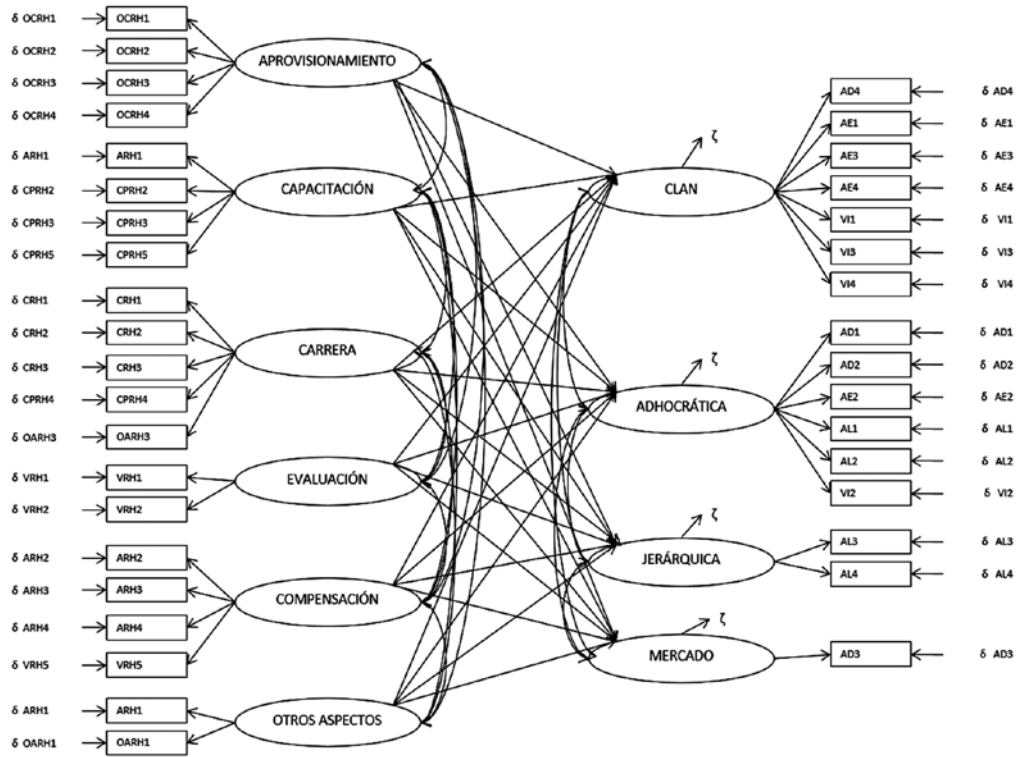 δ OCRH1 OCRH1
δ OCRH2 OCRH2
δ OCRH3 OCRH3
δ OCRH4 OCRH4
APROVISIONAMIENTO
δ ARH1 ARH1
δ CPRH2 CPRH2
δ CPRH3 CPRH3
δ CPRH5 CPRH5
CAPACITACIÓN
δ CRH1 CRH1
δ CRH2 CRH2
δ CRH3 CRH3
δ CPRH4 CPRH4
δ OARH3 OARH3
CARRERA
δ VRH1 VRH1
δ VRH2 VRH2
EVALUACIÓN
δ ARH2 ARH2
δ ARH3 ARH3
δ ARH4 ARH4
δ VRH5 VRH5
COMPENSACIÓN
δ ARH1 ARH1
δ OARH1 OARH1
OTROS ASPECTOS
ζ
CLAN
AD4 δ AD4
AE1 δ AE1
AE3 δ AE3
AE4 δ AE4
VI1 δ VI1
VI3 δ VI3
VI4 δ VI4
ζ
ADHOCRÁTICA
AD1 δ AD1
AD2 δ AD2
AE2 δ AE2
AL1 δ AL1
AL2 δ AL2
VI2 δ VI2
ζ
JERÁRQUICA
AL3 δ AL3
AL4 δ AL4
ζ
MERCADO
AD3 δ AD3